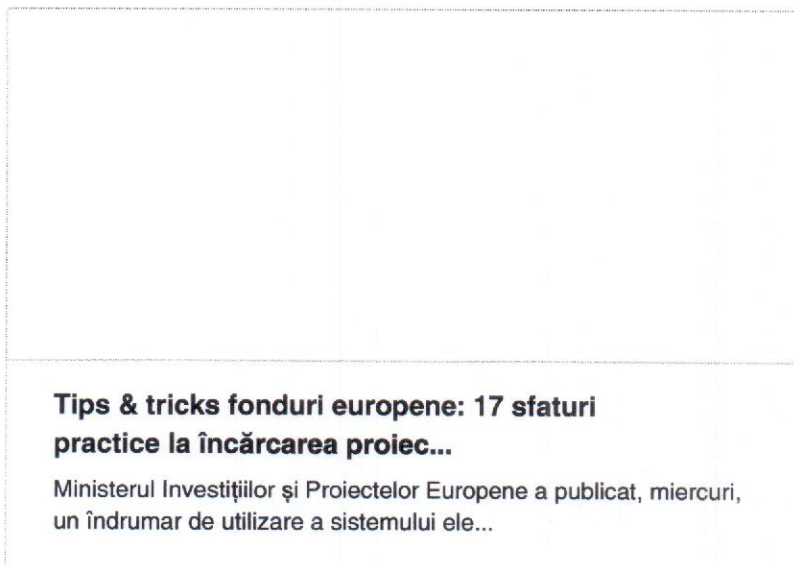 Tips & tricks fonduri europene: 17 sfaturi
practice la încărcarea proiec...
Ministerul Investițiilor și Proiectelor Europene a publicat, miercuri,
un îndrumar de utilizare a sistemului ele...